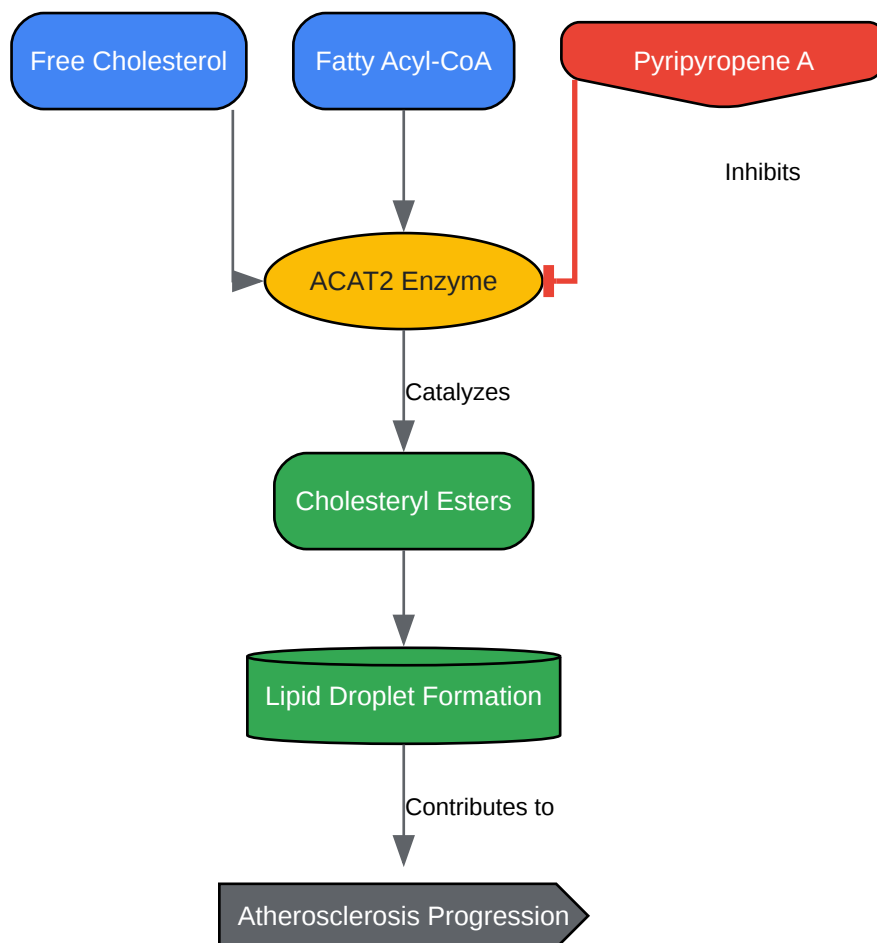 Free Cholesterol
Fatty Acyl-CoA
Pyripyropene A
Inhibits
ACAT2 Enzyme
Catalyzes
Cholesteryl Esters
Lipid Droplet Formation
Contributes to
Atherosclerosis Progression